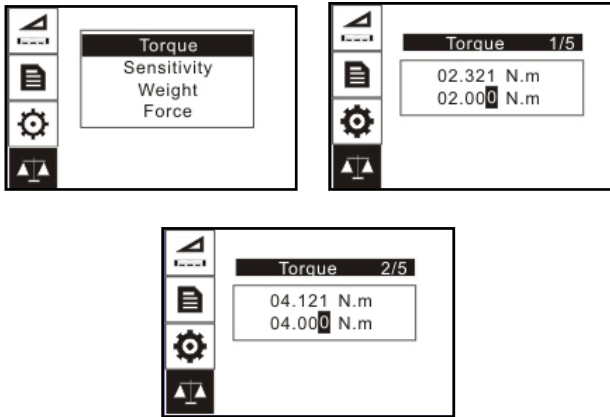 Torque
Sensitivity
Weight
Force
Torque 1/5
02.321 N.m
02.000 N.m
Torque 2/5
04.121 N.m
04.000 N.m